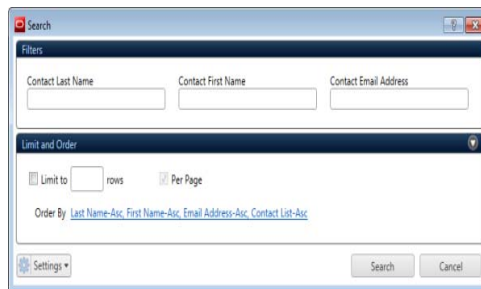 Search
Filters
Contact Last Name Contact First Name Contact Email Address
Limit and Order
Limit to rows Per Page
Order By Last Name-Asc, First Name-Asc, Email Address-Asc, Contact List-Asc
Settings Search Cancel